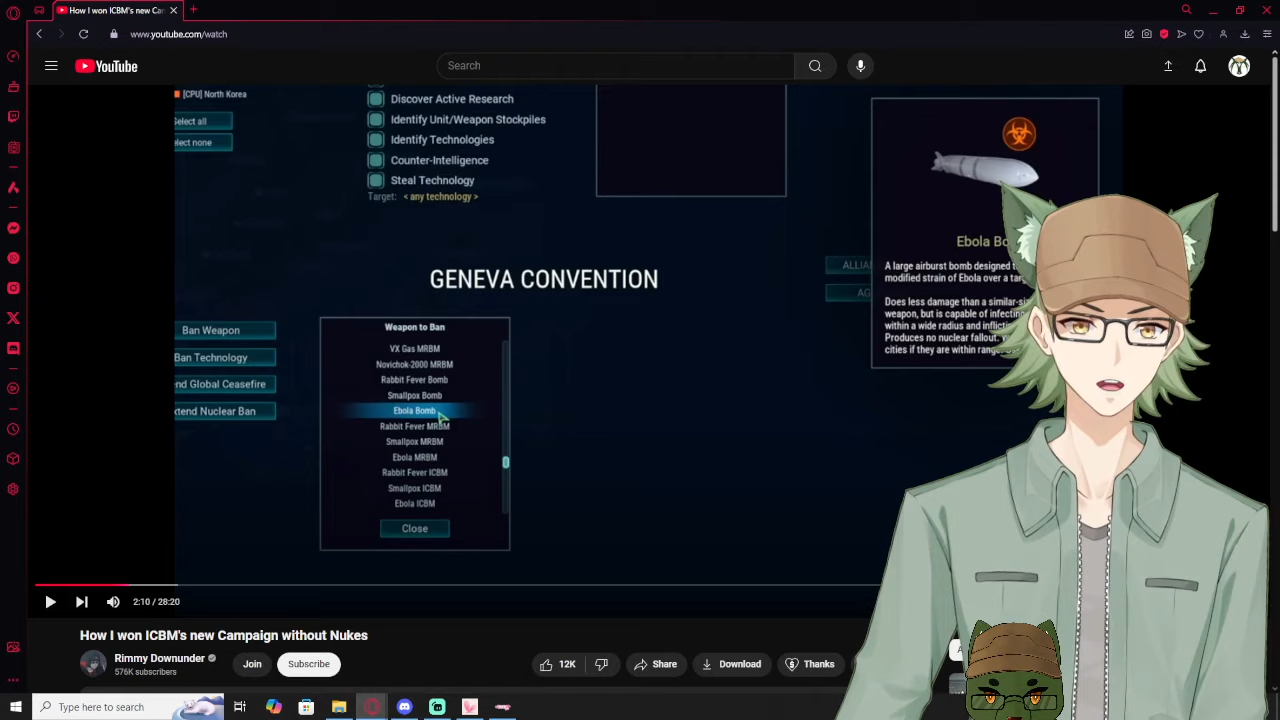 How I won ICBM's new Can
www.youtube.com/watch
YouTube
Search
[CPU] North Korea
Select all
elect none
Discover Active Research
Identify Unit/Weapon Stockpiles
Identify Technologies
Counter-Intelligence
Steal Technology
Target: < any technology >
GENEVA CONVENTION
Ban Weapon
Ban Technology
nd Global Ceasefire
xtend Nuclear Ban
Weapon to Ban
VX Gas MRBM
Novichok-2000 MRBM
Rabbit Fever Bomb
Smallpox Bomb
Ebola Bomb
Rabbit Fever MRBM
Smallpox MRBM
Ebola MRBM
Rabbit Fever ICBM
Smallpox ICBM
Ebola ICBM
Close
ALLIA
AG
Ebola Bo
A large airburst bomb designed t
modified strain of Ebola over a tar
Does less damage than a similar-si
weapon, but is capable of infecting
within a wide radius and inflicti
Produces no nuclear fallout.
cities if they are within range
2:10 / 28:20
How I won ICBM's new Campaign without Nukes
Rimmy Downunder
576K subscribers
Join
Subscribe
12K
Share
Download
Thanks
Type here to search